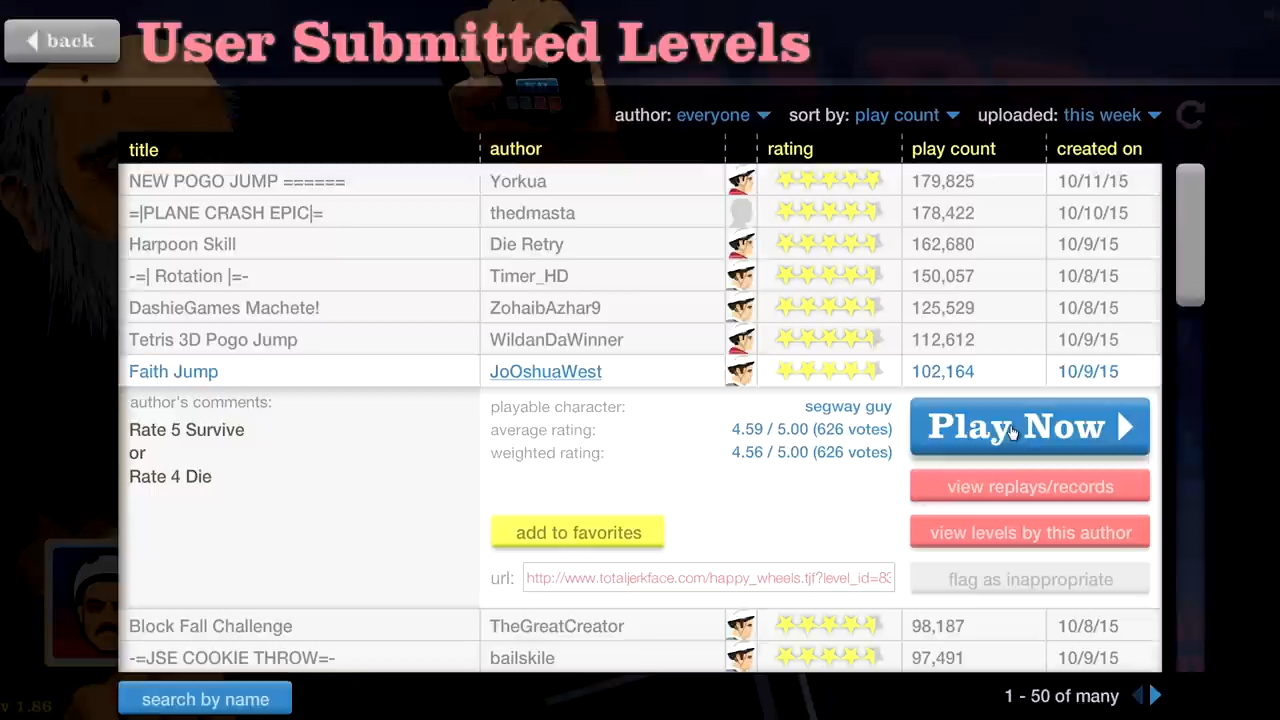 back
User Submitted Levels
author: everyone sort by: play count uploaded: this week
title author rating play count created on
NEW POGO JUMP ====== Yorkua 179,825 10/11/15
=|PLANE CRASH EPIC|= thedmasta 178,422 10/10/15
Harpoon Skill Die Retry 162,680 10/9/15
-=| Rotation |=- Timer_HD 150,057 10/8/15
DashieGames Machete! ZohaibAzhar9 125,529 10/8/15
Tetris 3D Pogo Jump WildanDaWinner 112,612 10/9/15
Faith Jump JoOshuaWest 102,164 10/9/15
author's comments:
Rate 5 Survive
or
Rate 4 Die
playable character: segway guy
average rating: 4.59 / 5.00 (626 votes)
weighted rating: 4.56 / 5.00 (626 votes)
add to favorites
url: http://www.totaljerkface.com/happy_wheels.tjf?level_id=83
Play Now
view replays/records
view levels by this author
flag as inappropriate
Block Fall Challenge TheGreatCreator 98,187 10/8/15
-=JSE COOKIE THROW=- bailskile 97,491 10/9/15
search by name
1 - 50 of many
v 1.86